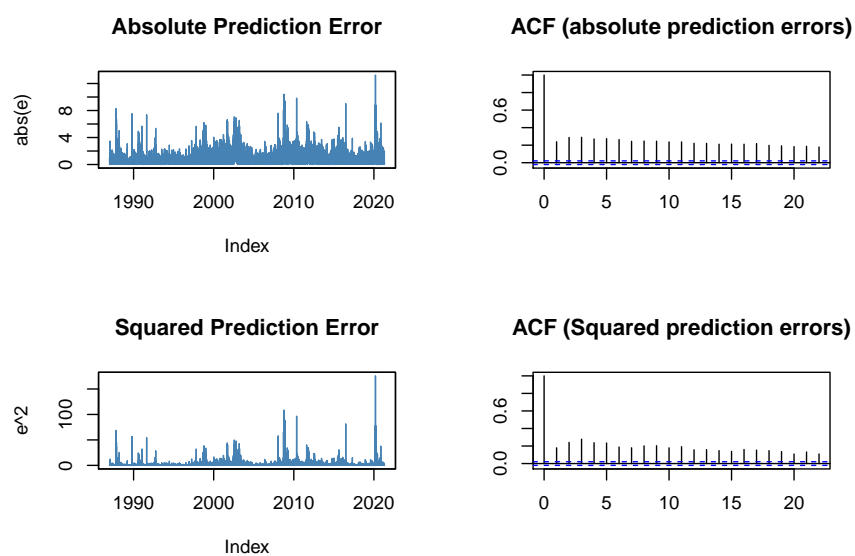 Absolute Prediction Error
abs(e)
0 4 8
1990 2000 2010 2020
Index
ACF (absolute prediction errors)
0.0 0.6
0 5 10 15 20
Squared Prediction Error
e^2
0 100
1990 2000 2010 2020
Index
ACF (Squared prediction errors)
0.0 0.6
0 5 10 15 20